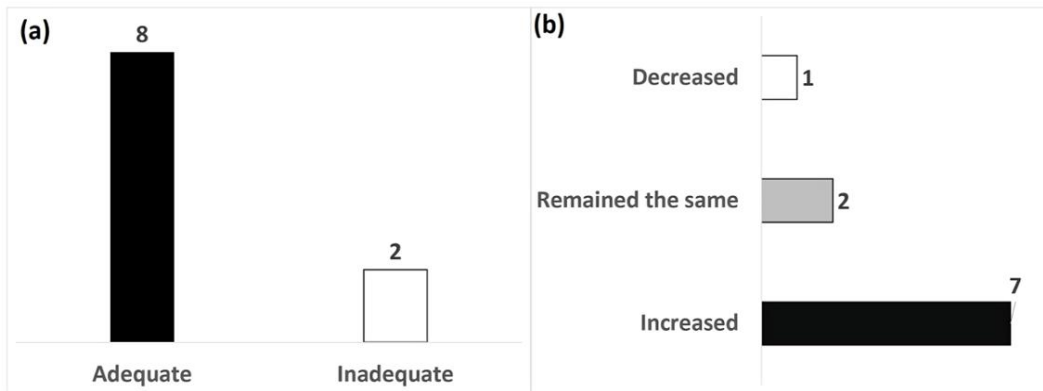 (a)
8
2
Adequate
Inadequate
(b)
Decreased
1
Remained the same
2
7
Increased